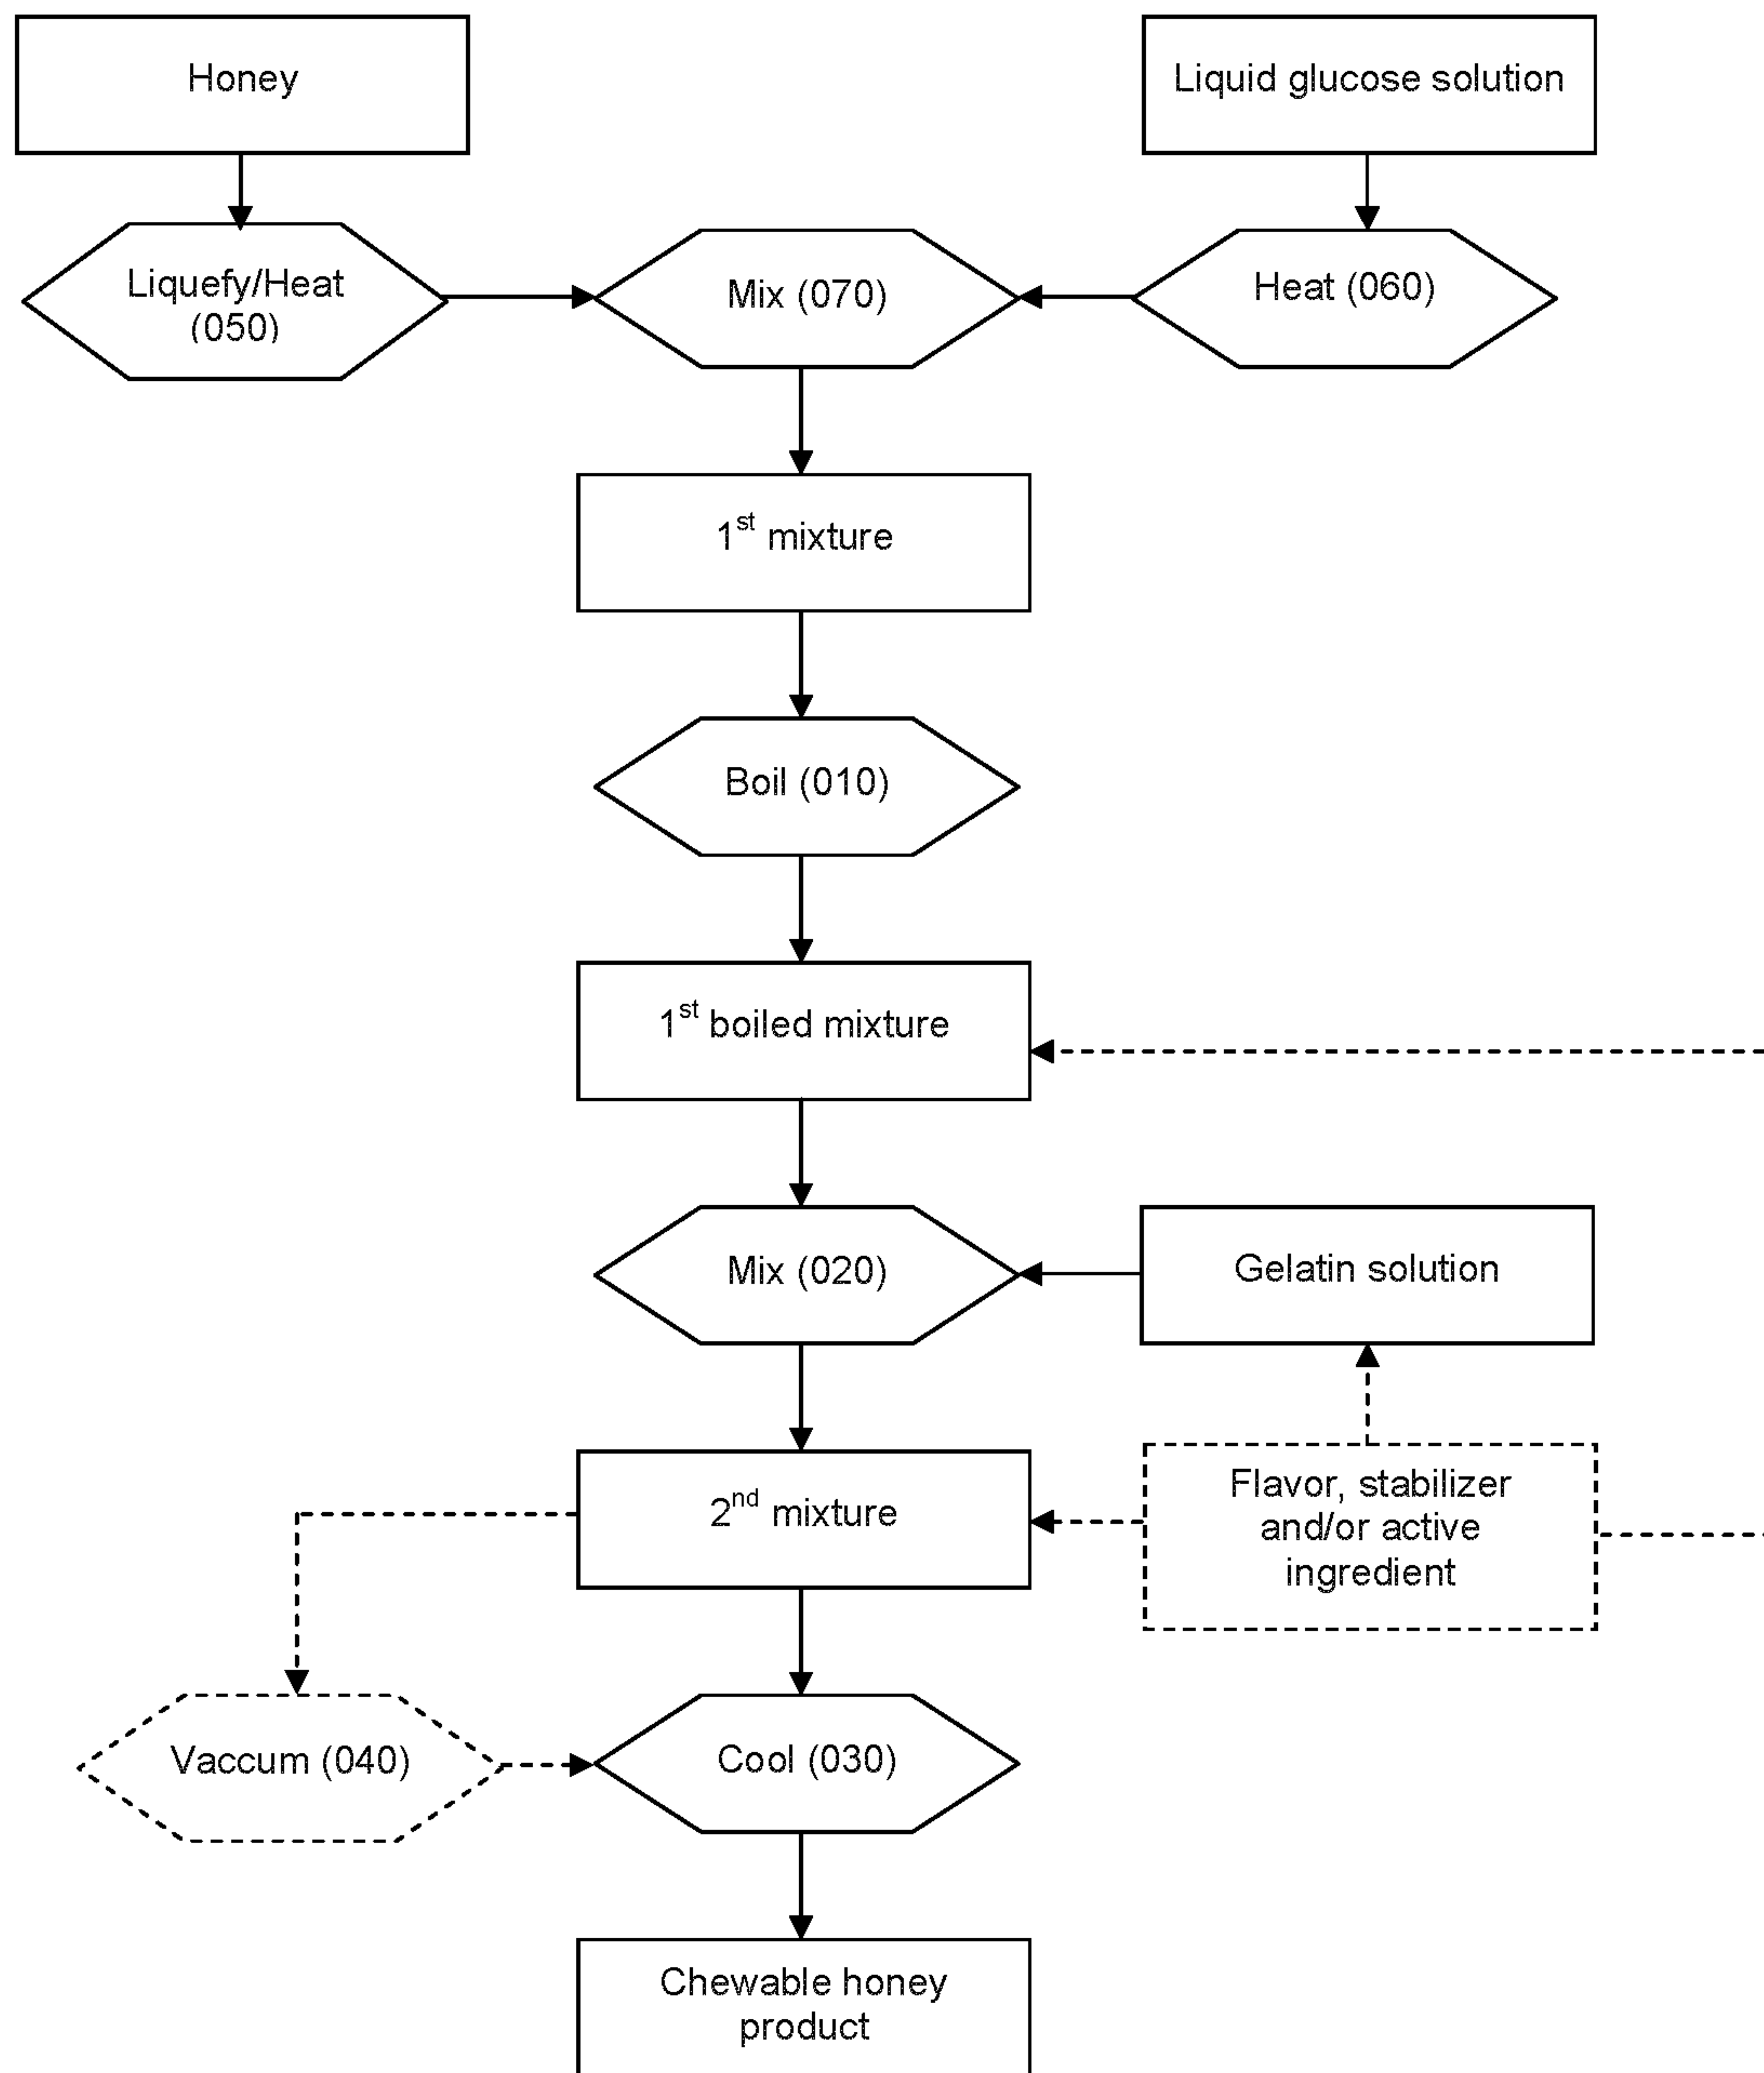 Honey
Liquid glucose solution
Liquefy/Heat
(050)
Mix (070)
Heat (060)
1st mixture
Boil (010)
1st boiled mixture
Mix (020)
Gelatin solution
2nd mixture
Flavor, stabilizer
and/or active
ingredient
Vaccum (040)
Cool (030)
Chewable honey
product